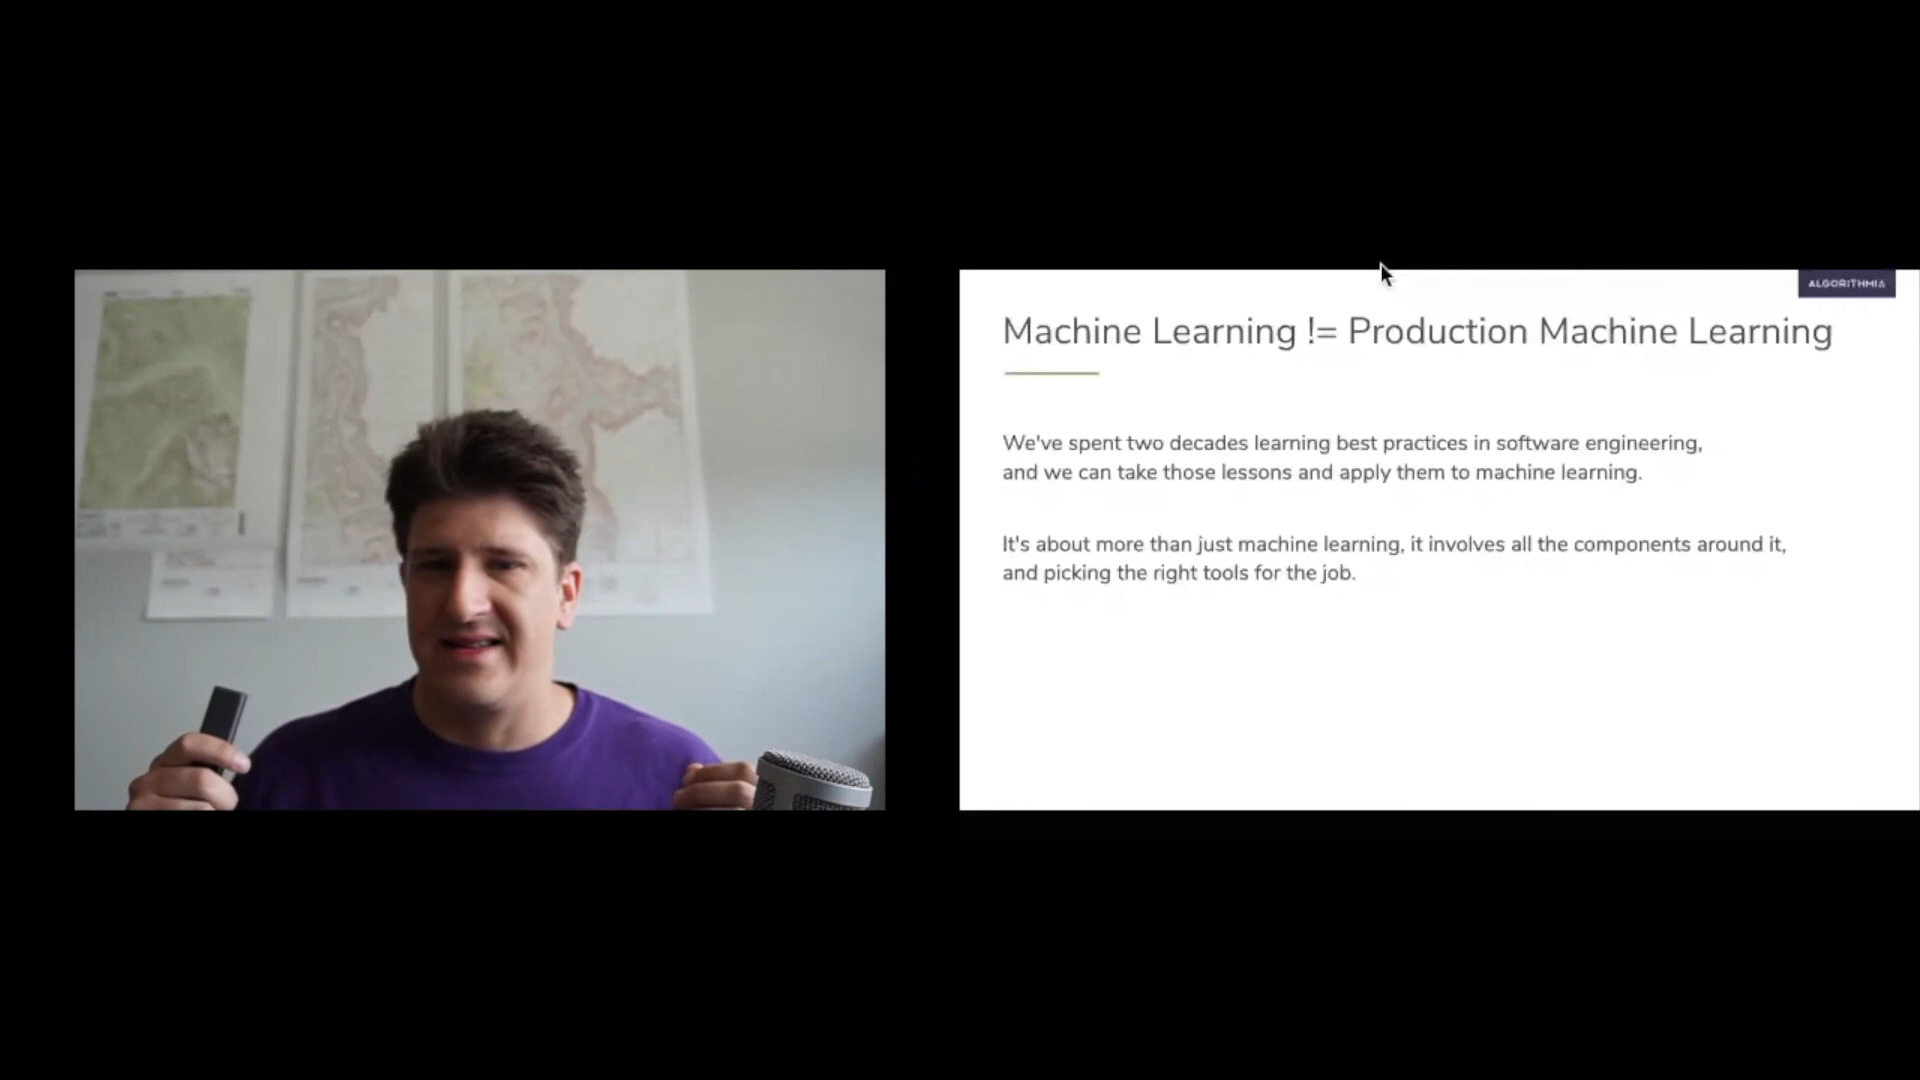 ALGORITHMIA
Machine Learning != Production Machine Learning
We've spent two decades learning best practices in software engineering,
and we can take those lessons and apply them to machine learning.
It's about more than just machine learning, it involves all the components around it,
and picking the right tools for the job.